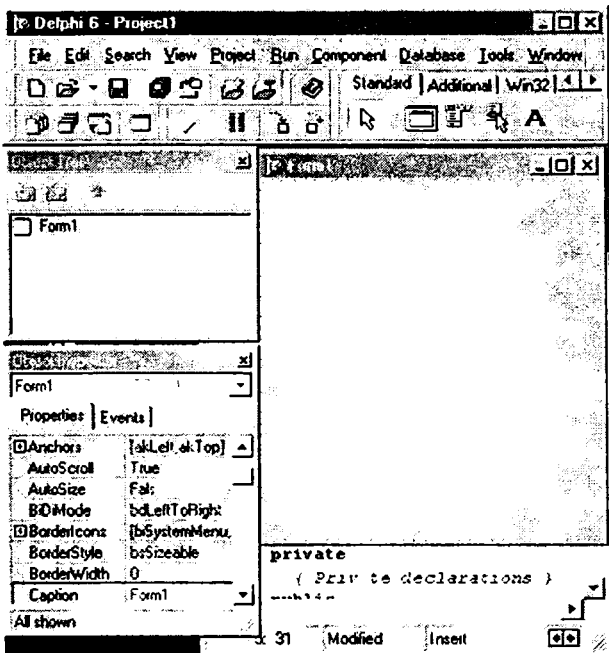 Delphi 6 - Project1
File Edit Search View Project Run Component Database Tools Window
Standard Additional Win32
A
Form1
Form1
Properties Events
Anchors [akLeft,akTop]
AutoScroll True
AutoSize Fals
BiDiMode bdLeftToRight
BorderIcons [biSystemMenu,
BorderStyle bsSizeable
BorderWidth 0
Caption Form1
All shown
private
{ Priv te declarations }
31 Modified Insert